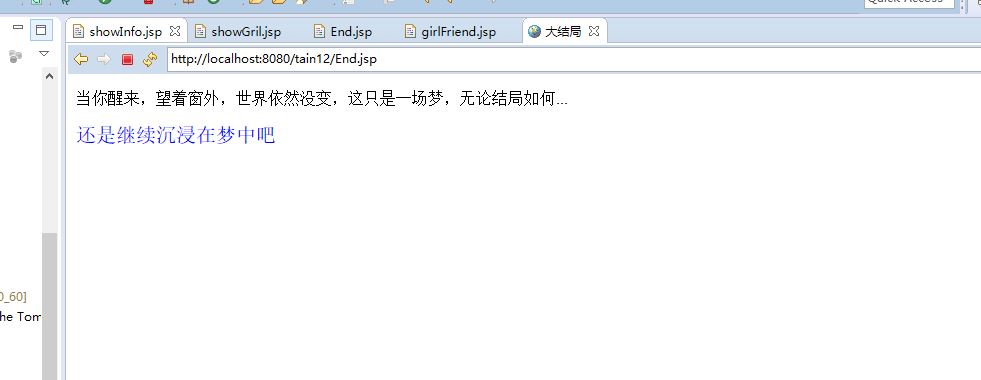 Quick Access
showInfo.jsp
showGril.jsp
End.jsp
girlFriend.jsp
大结局
http://localhost:8080/tain12/End.jsp
当你醒来，望着窗外，世界依然没变，这只是一场梦，无论结局如何...
还是继续沉浸在梦中吧
0_60]
he Tom